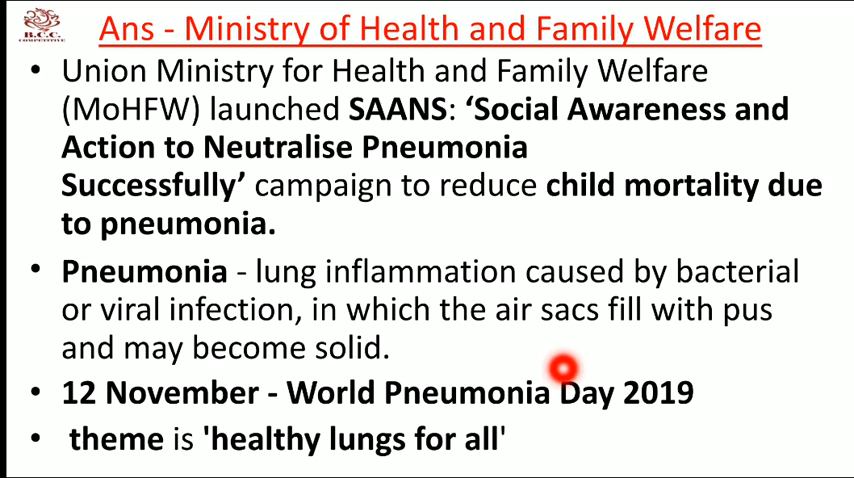 B.C.C.
COMPETITIVE
Ans - Ministry of Health and Family Welfare
• Union Ministry for Health and Family Welfare
(MoHFW) launched SAANS: ‘Social Awareness and
Action to Neutralise Pneumonia
Successfully’ campaign to reduce child mortality due
to pneumonia.
• Pneumonia - lung inflammation caused by bacterial
or viral infection, in which the air sacs fill with pus
and may become solid.
• 12 November - World Pneumonia Day 2019
• theme is 'healthy lungs for all'